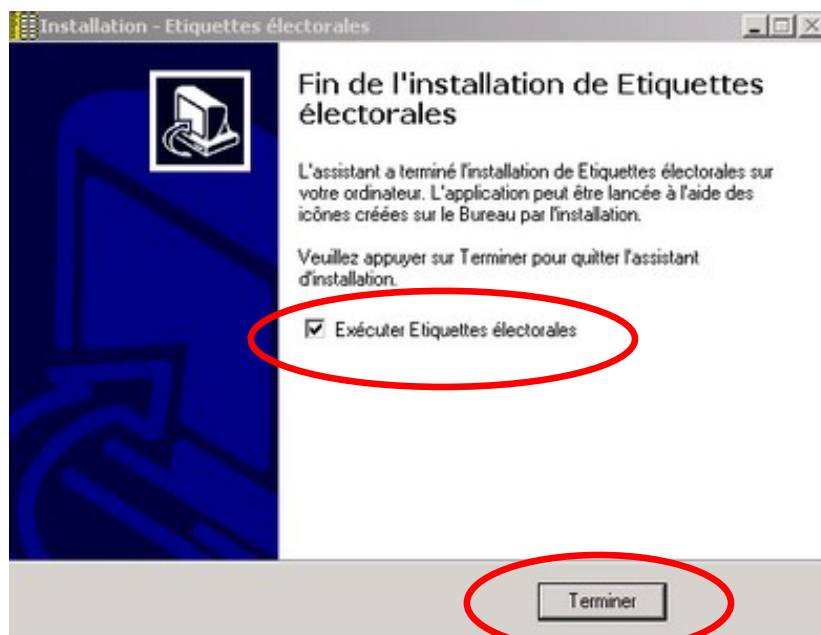 Installation - Etiquettes électorales
Fin de l'installation de Etiquettes
électorales
L'assistant a terminé l'installation de Etiquettes électorales sur
votre ordinateur. L'application peut être lancée à l'aide des
icônes créées sur le Bureau par l'installation.
Veuillez appuyer sur Terminer pour quitter l'assistant
d'installation.
Exécuter Etiquettes électorales
Terminer